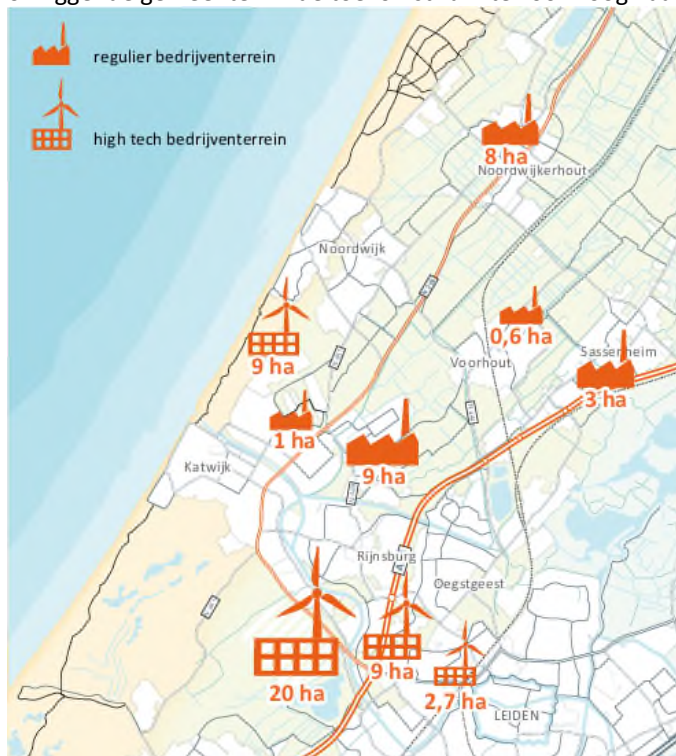 regulier bedrijventerrein
high tech bedrijventerrein
8 ha
Noordwijkerhout
Noordwijk
0,6 ha
Voorhout
Sassenheim
9 ha
3 ha
1 ha
9 ha
Katwijk
Rijnsburg
Oegstgeest
20 ha
9 ha
2,7 ha
LEIDEN